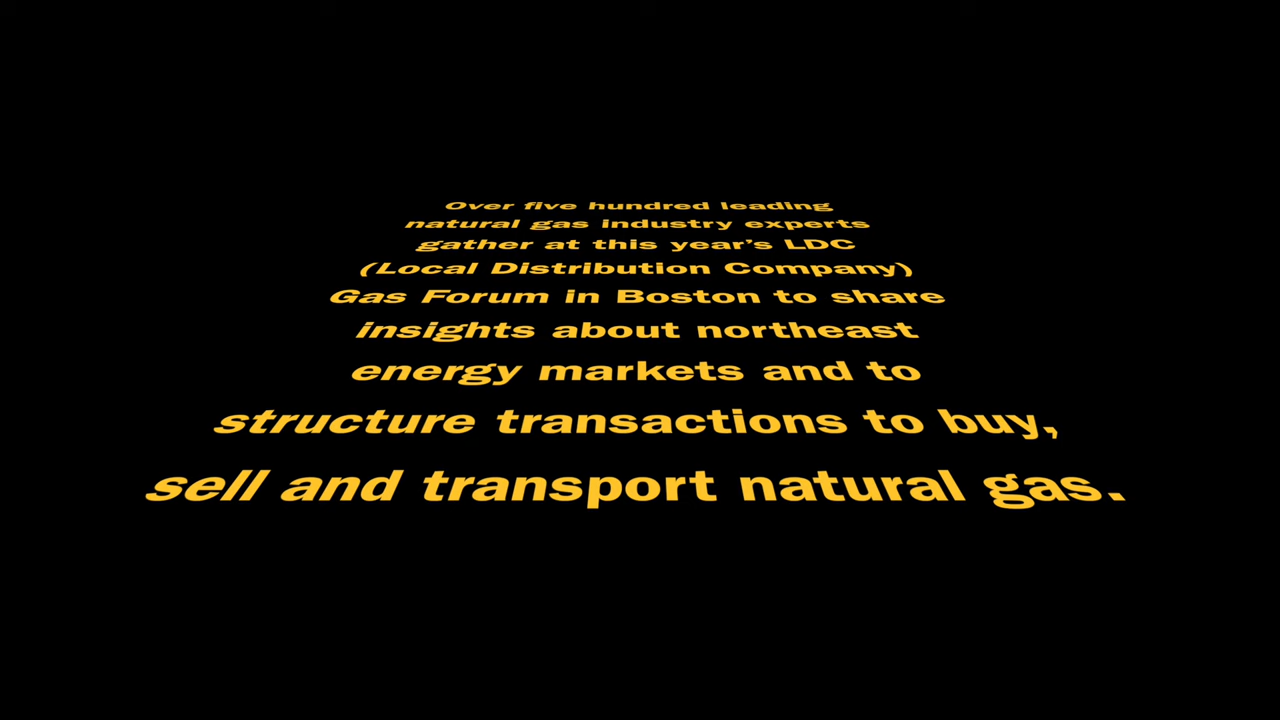 Over five hundred leading
natural gas industry experts
gather at this year’s LDC
(Local Distribution Company)
Gas Forum in Boston to share
insights about northeast
energy markets and to
structure transactions to buy,
sell and transport natural gas.